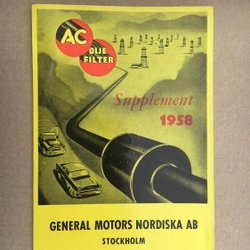 AC
OLJE
FILTER
Supplement
1958
GENERAL MOTORS NORDISKA AB
STOCKHOLM